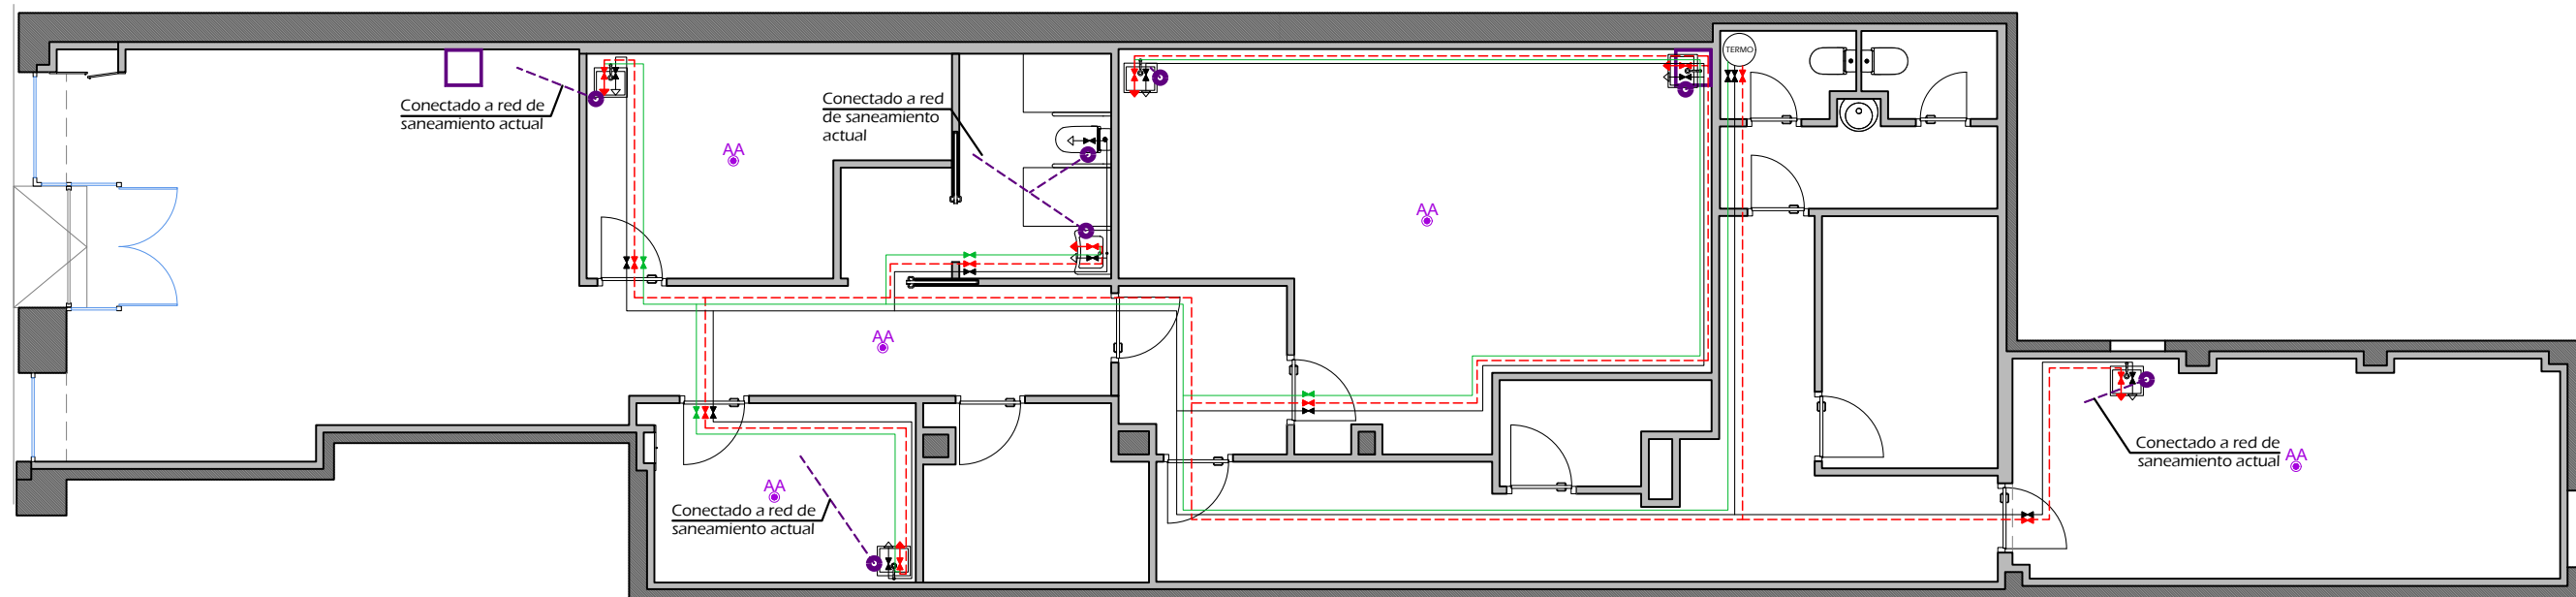 TERMO
Conectado a red de
saneamiento actual
Conectado a red
de saneamiento
actual
AA
AA
AA
Conectado a red de
saneamiento actual
AA
AA
Conectado a red de
saneamiento actual